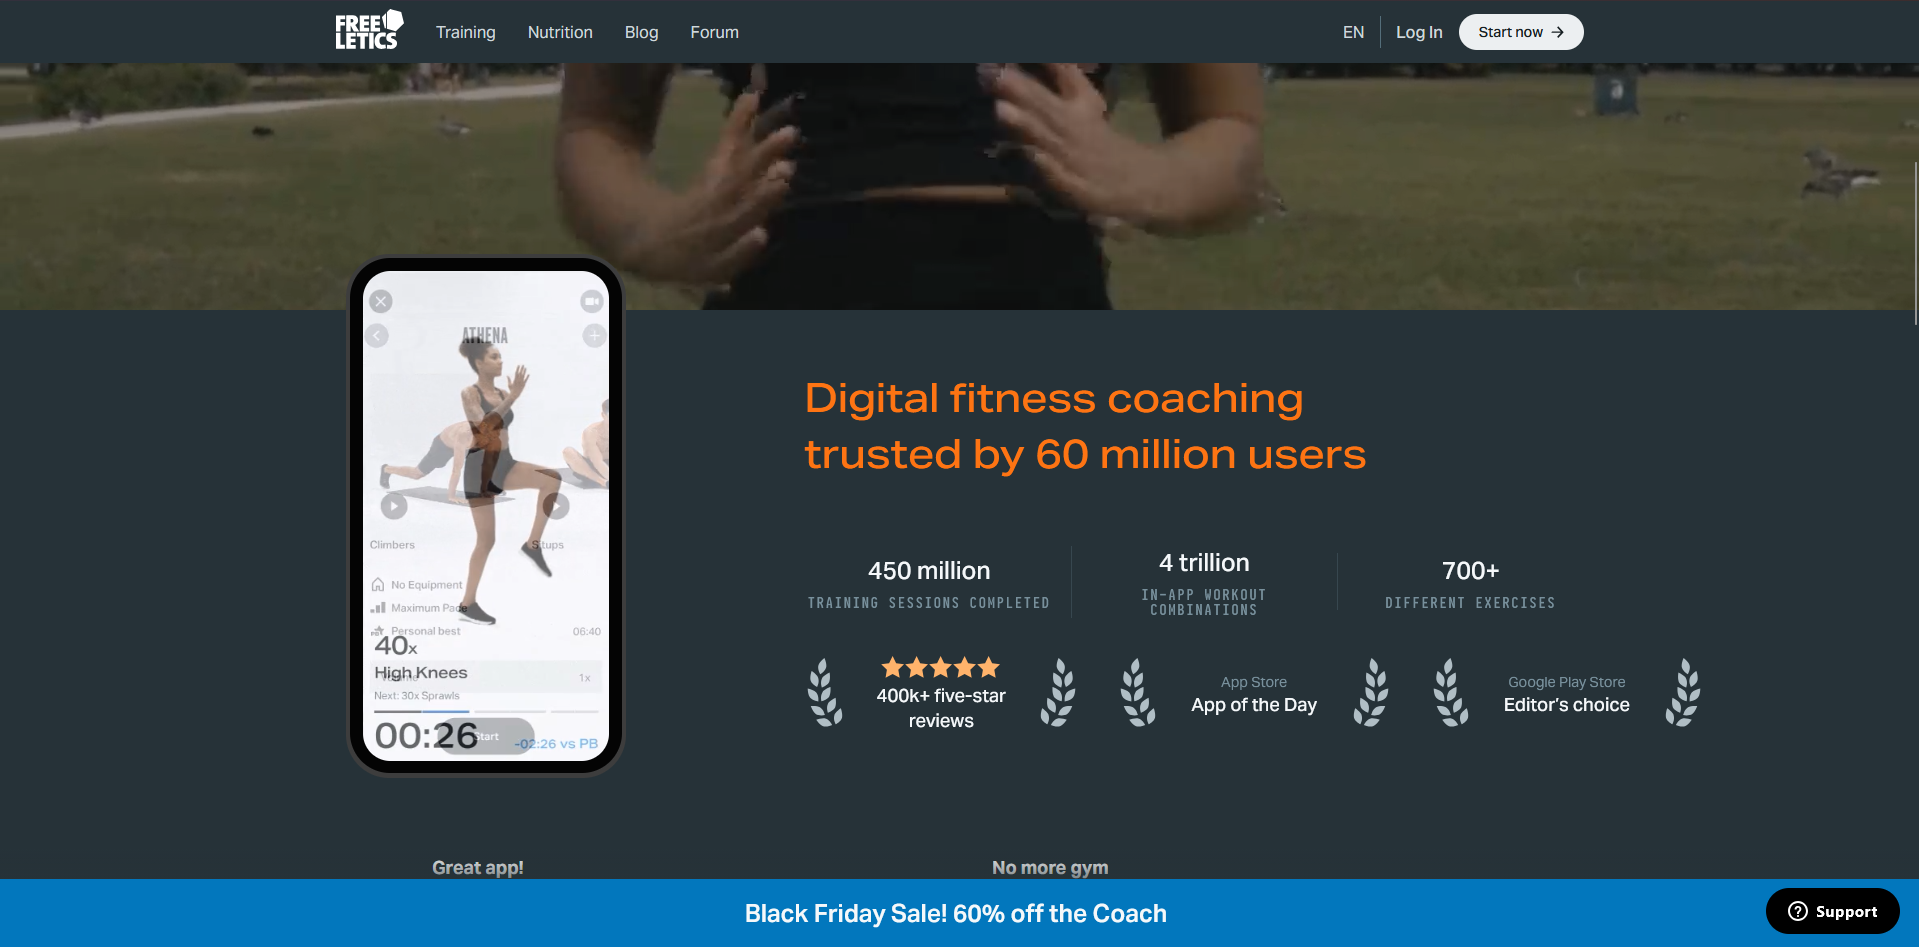 FREE
LETICS
Training
Nutrition
Blog
Forum
EN
Log In
Start now →
ATHENA
Climbers
Situps
No Equipment
Maximum Pace
Personal best
06:40
40x
High Knees
Volume
1x
Next: 30x Sprawls
00:26
Start
-02:26 vs PB
Digital fitness coaching
trusted by 60 million users
450 million
TRAINING SESSIONS COMPLETED
4 trillion
IN-APP WORKOUT
COMBINATIONS
700+
DIFFERENT EXERCISES
400k+ five-star
reviews
App Store
App of the Day
Google Play Store
Editor’s choice
Great app!
No more gym
Black Friday Sale! 60% off the Coach
Support